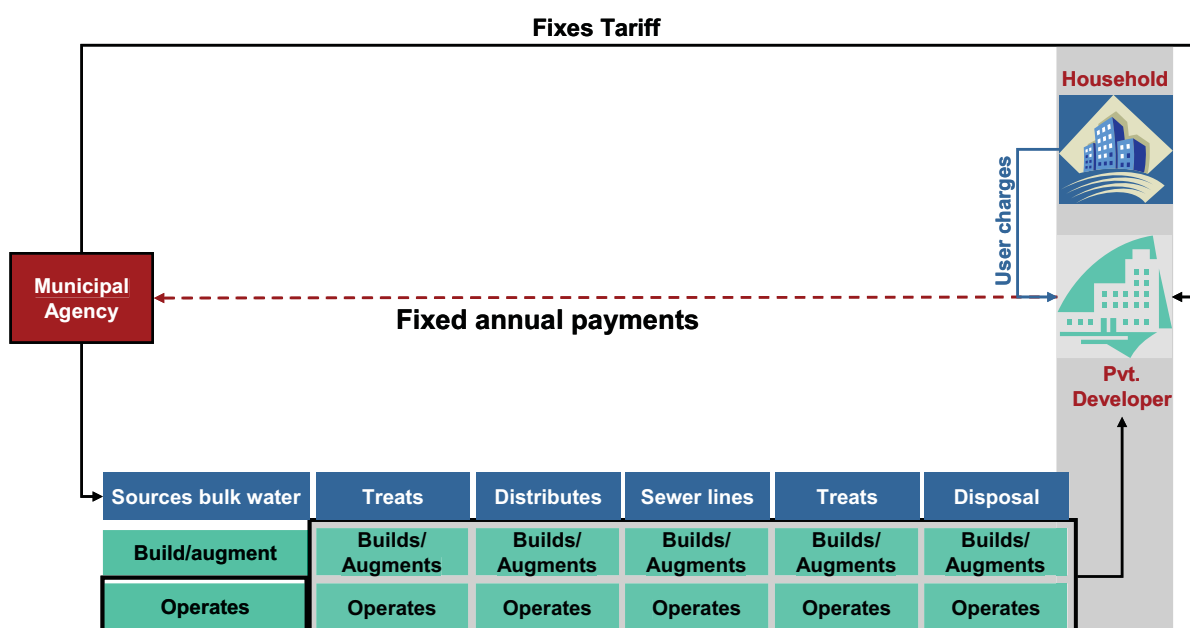 Fixes Tariff
Household
User charges
Municipal
Agency
Fixed annual payments
Pvt.
Developer
Sources bulk water
Treats
Distributes
Sewer lines
Treats
Disposal
Build/augment
Builds/
Augments
Builds/
Augments
Builds/
Augments
Builds/
Augments
Builds/
Augments
Operates
Operates
Operates
Operates
Operates
Operates